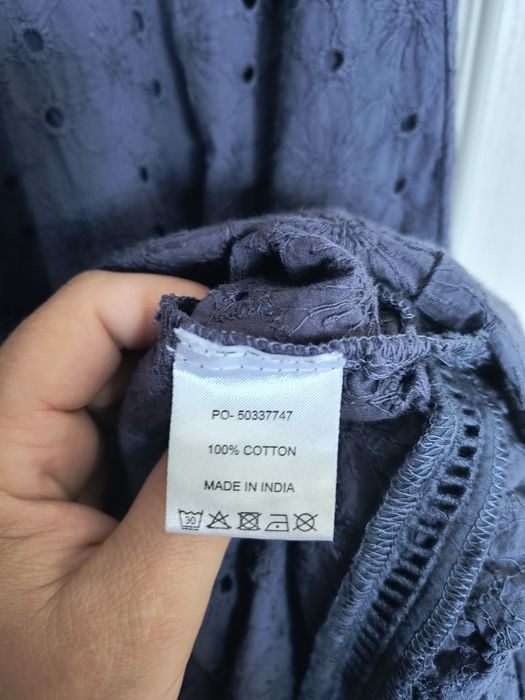 PO- 50337747
100% COTTON
MADE IN INDIA
30